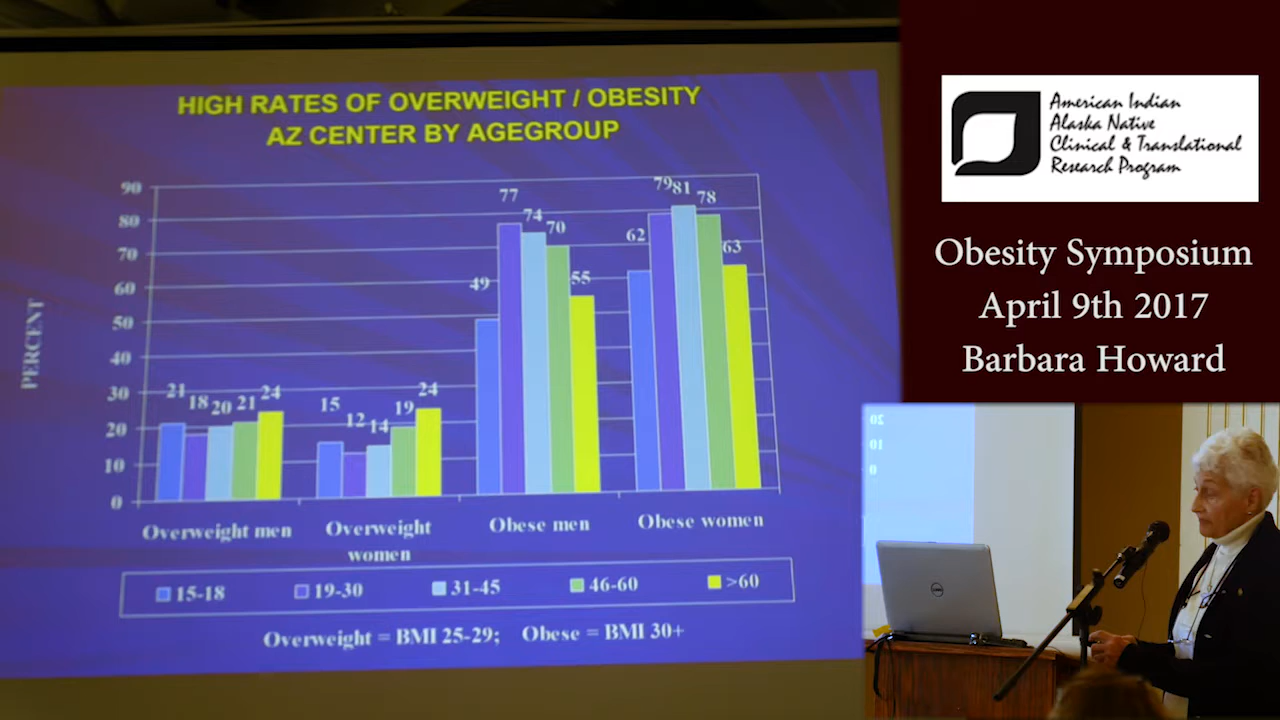 HIGH RATES OF OVERWEIGHT / OBESITY
AZ CENTER BY AGEGROUP
PERCENT
90
80
70
60
50
40
30
20
10
0
21 18 20 21 24
15 12 14 19 24
49 77 74 70 55
62 79 81 78 63
Overweight men
Overweight
women
Obese men
Obese women
15-18 19-30 31-45 46-60 >60
Overweight = BMI 25-29; Obese = BMI 30+
American Indian
Alaska Native
Clinical & Translational
Research Program
Obesity Symposium
April 9th 2017
Barbara Howard
20
10
0
DELL